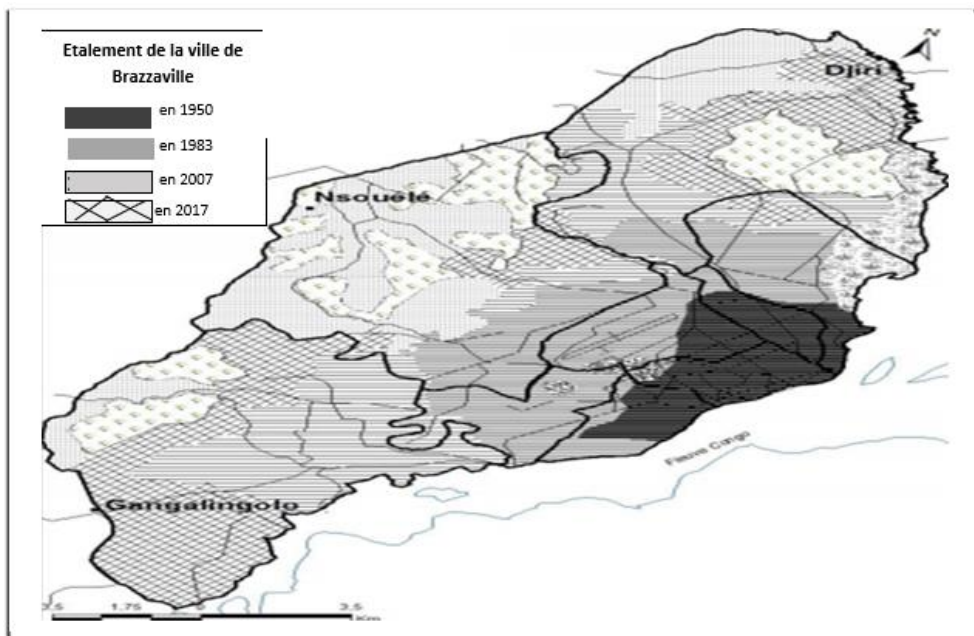 Etalement de la ville de
Brazzaville
en 1950
en 1983
en 2007
en 2017
N
Djiri
Nsouélé
Fleuve Congo
Gangalingolo
3.5 1.75 0 3.5
Km